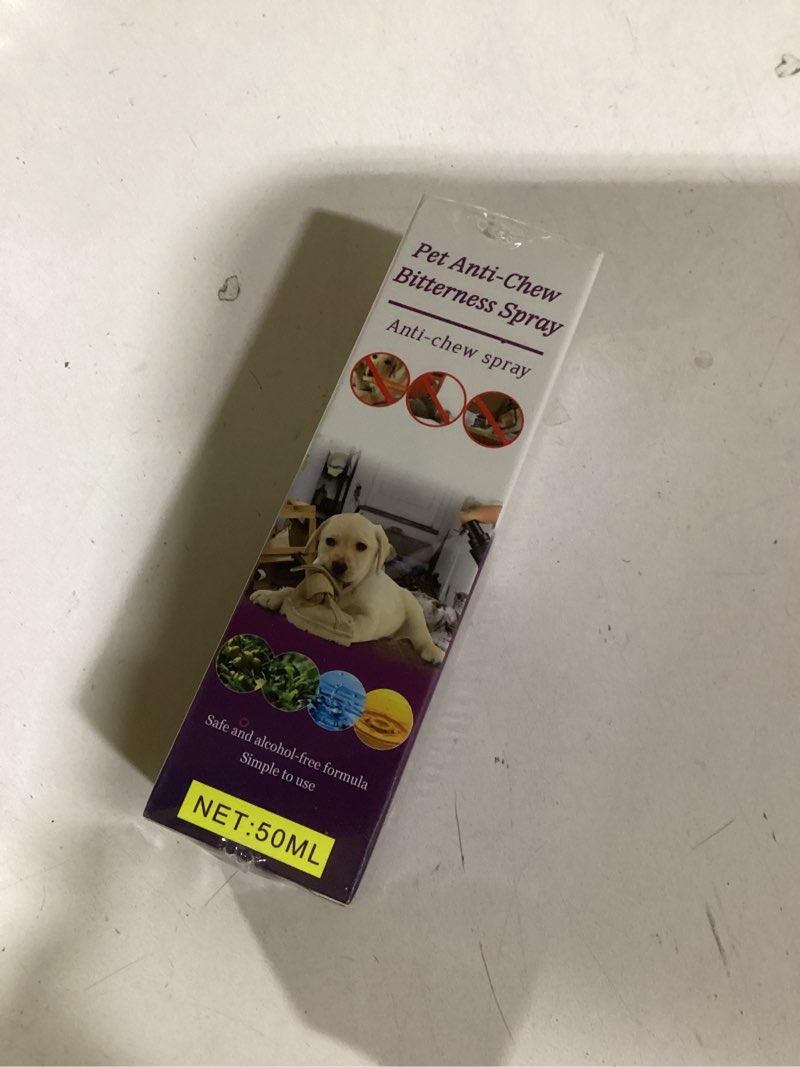 Pet Anti-Chew
Bitterness Spray
Anti-chew spray
Safe and alcohol-free formula
Simple to use
NET:50ML